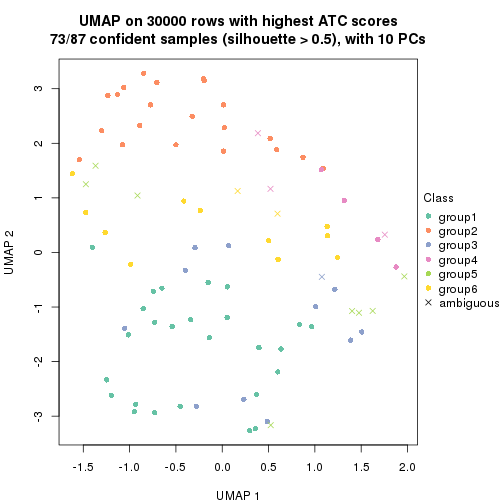 UMAP on 30000 rows with highest ATC scores
73/87 confident samples (silhouette > 0.5), with 10 PCs
3
2
1
0
-1
-2
-3
UMAP 2
-1.5 -1.0 -0.5 0.0 0.5 1.0 1.5 2.0
UMAP 1
Class
group1
group2
group3
group4
group5
group6
ambiguous